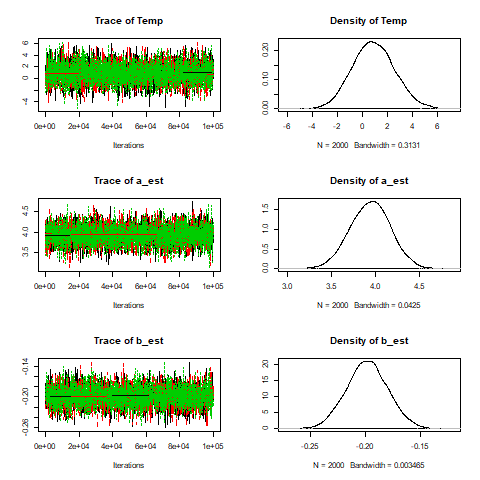 Trace of Temp
6
4
2
0
-4
0e+00 2e+04 4e+04 6e+04 8e+04 1e+05
Iterations
Density of Temp
0.20
0.10
0.00
-6 -4 -2 0 2 4 6
N = 2000 Bandwidth = 0.3131
Trace of a_est
4.5
4.0
3.5
0e+00 2e+04 4e+04 6e+04 8e+04 1e+05
Iterations
Density of a_est
1.5
1.0
0.5
0.0
3.0 3.5 4.0 4.5
N = 2000 Bandwidth = 0.0425
Trace of b_est
-0.14
-0.20
-0.26
0e+00 2e+04 4e+04 6e+04 8e+04 1e+05
Iterations
Density of b_est
20
15
10
5
0
-0.25 -0.20 -0.15
N = 2000 Bandwidth = 0.003465